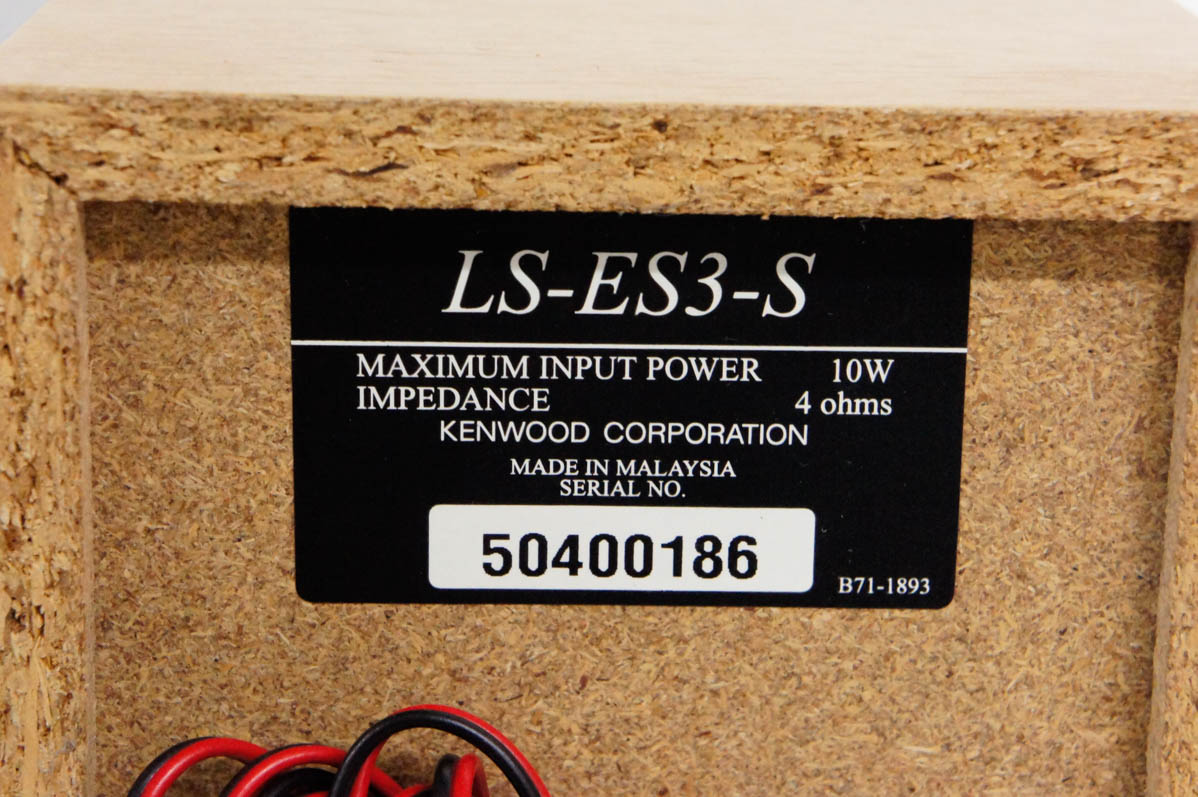 LS-ES3-S
MAXIMUM INPUT POWER 10W
IMPEDANCE 4 ohms
KENWOOD CORPORATION
MADE IN MALAYSIA
SERIAL NO.
50400186
B71-1893